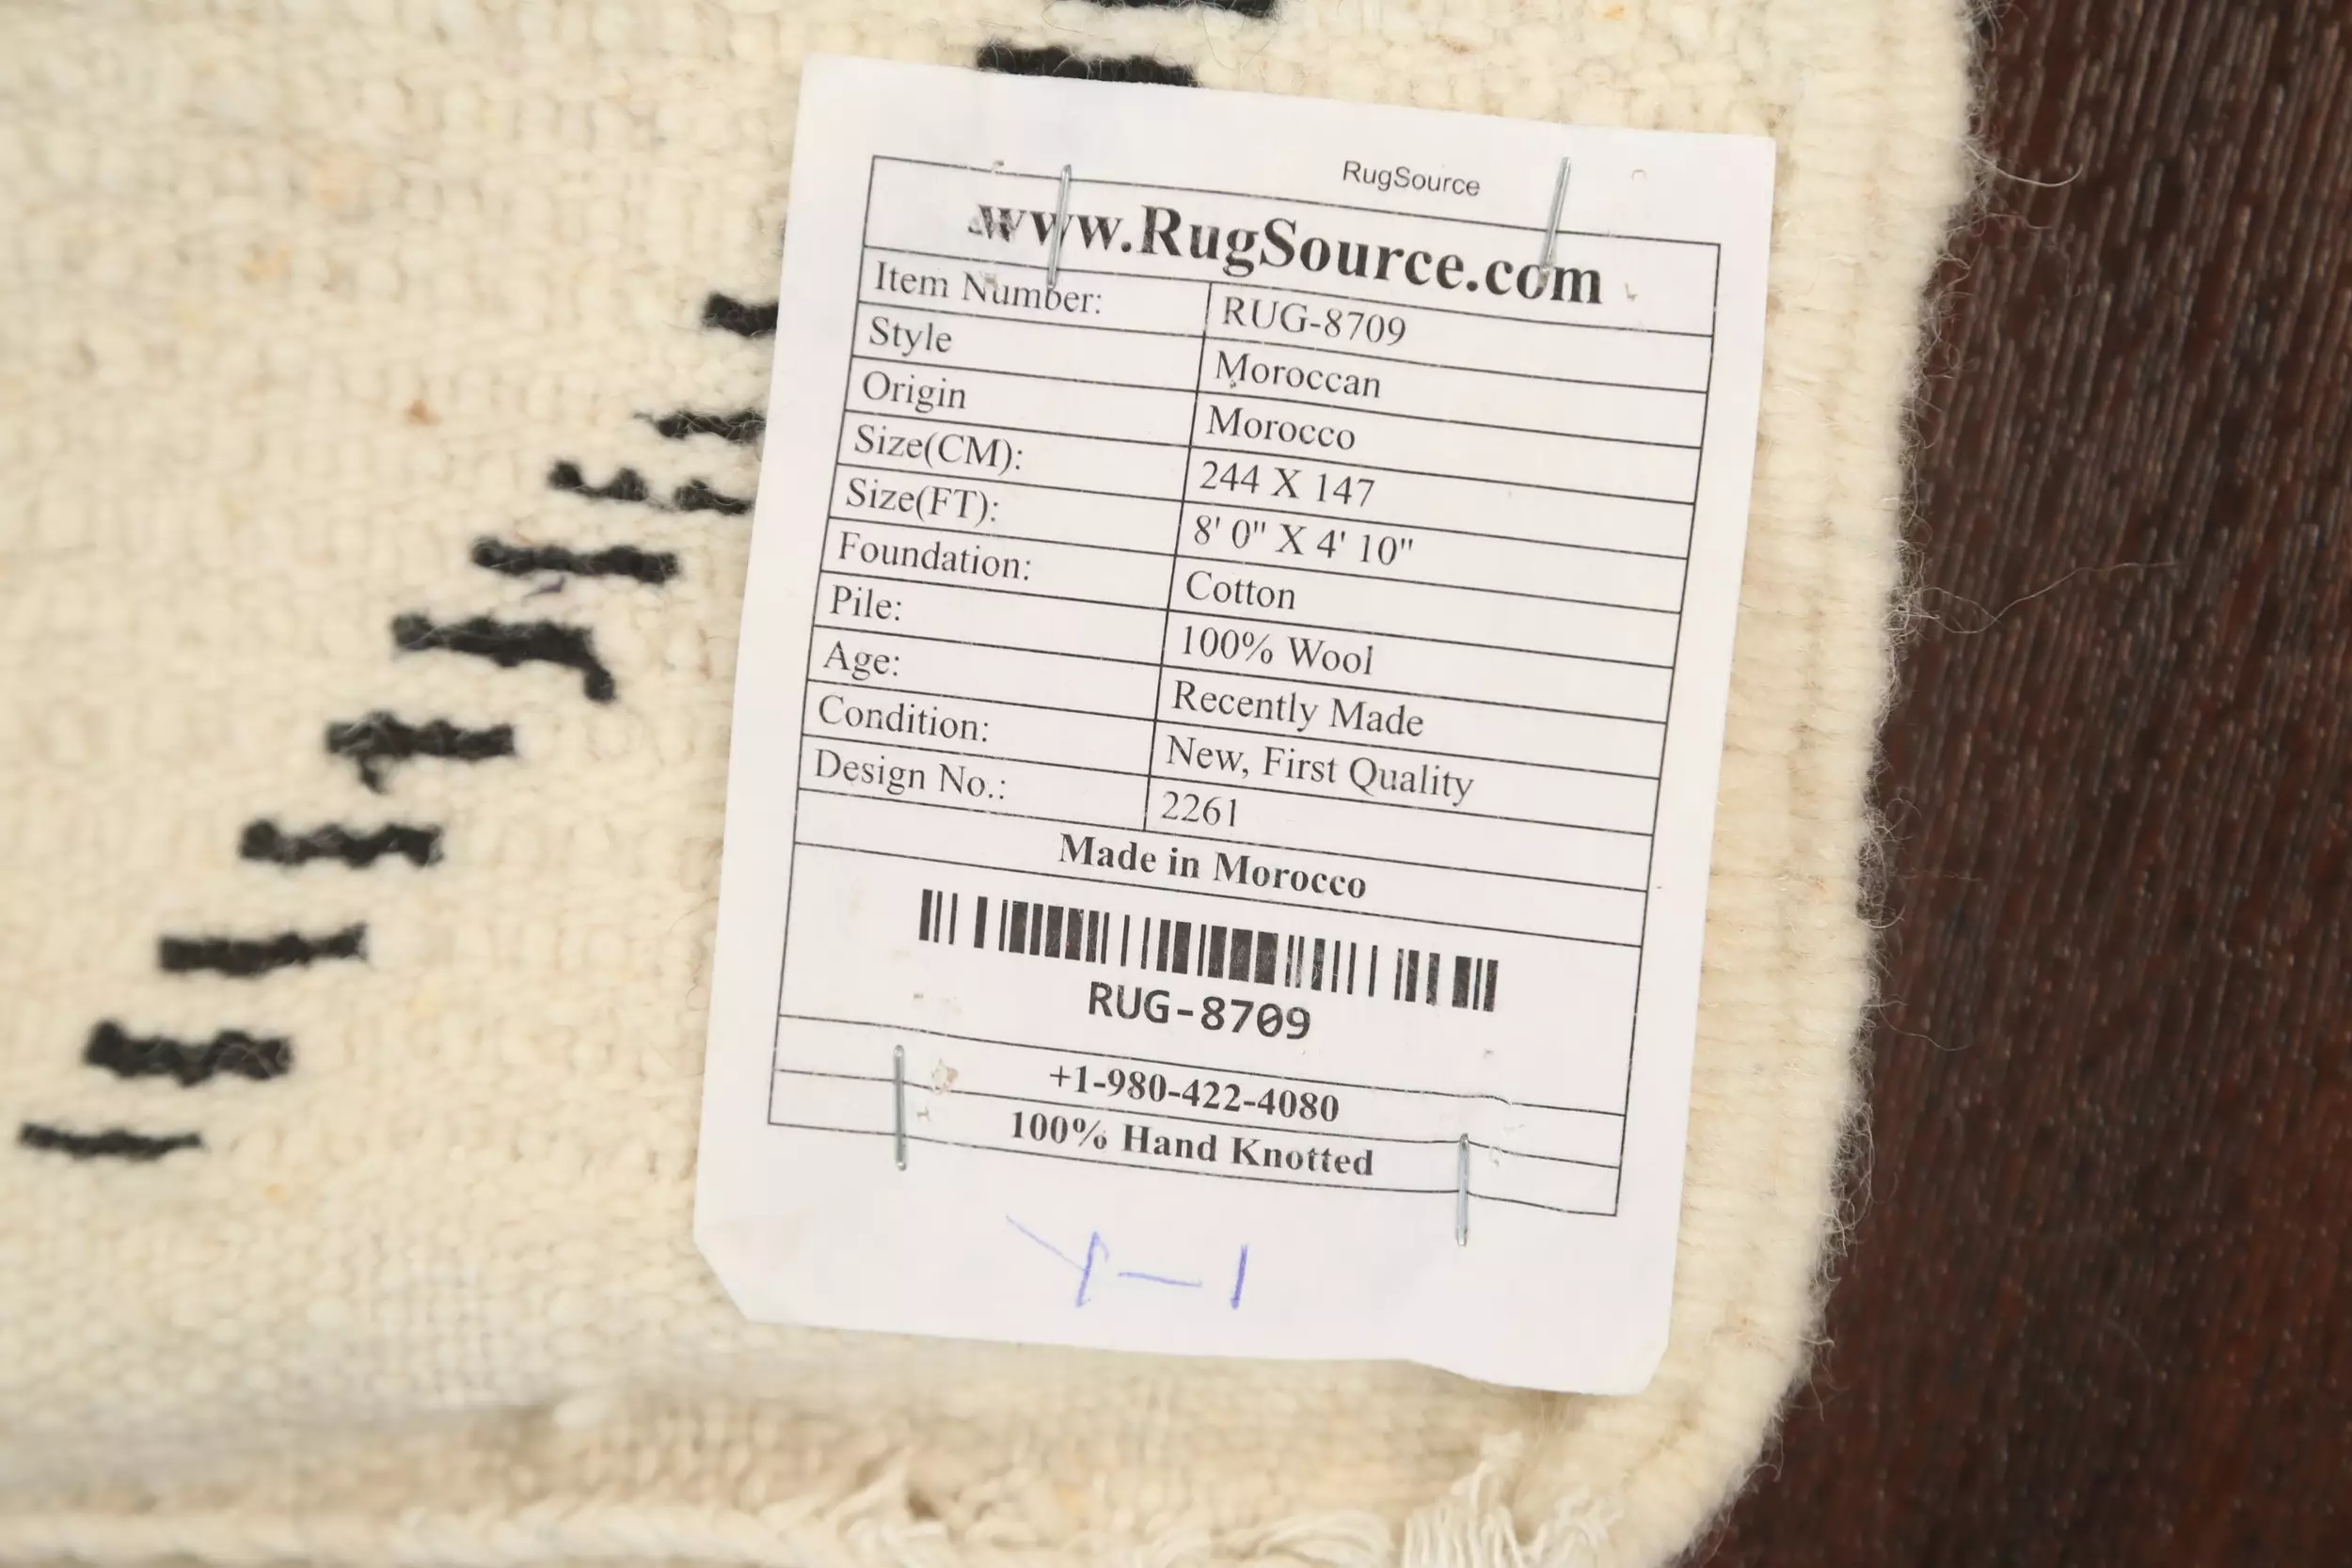 RugSource
www.RugSource.com
Item Number: RUG-8709
Style Moroccan
Origin Morocco
Size(CM): 244 X 147
Size(FT): 8' 0" X 4' 10"
Foundation: Cotton
Pile: 100% Wool
Age: Recently Made
Condition: New, First Quality
Design No.: 2261
Made in Morocco
RUG-8709
+1-980-422-4080
100% Hand Knotted
Y-1